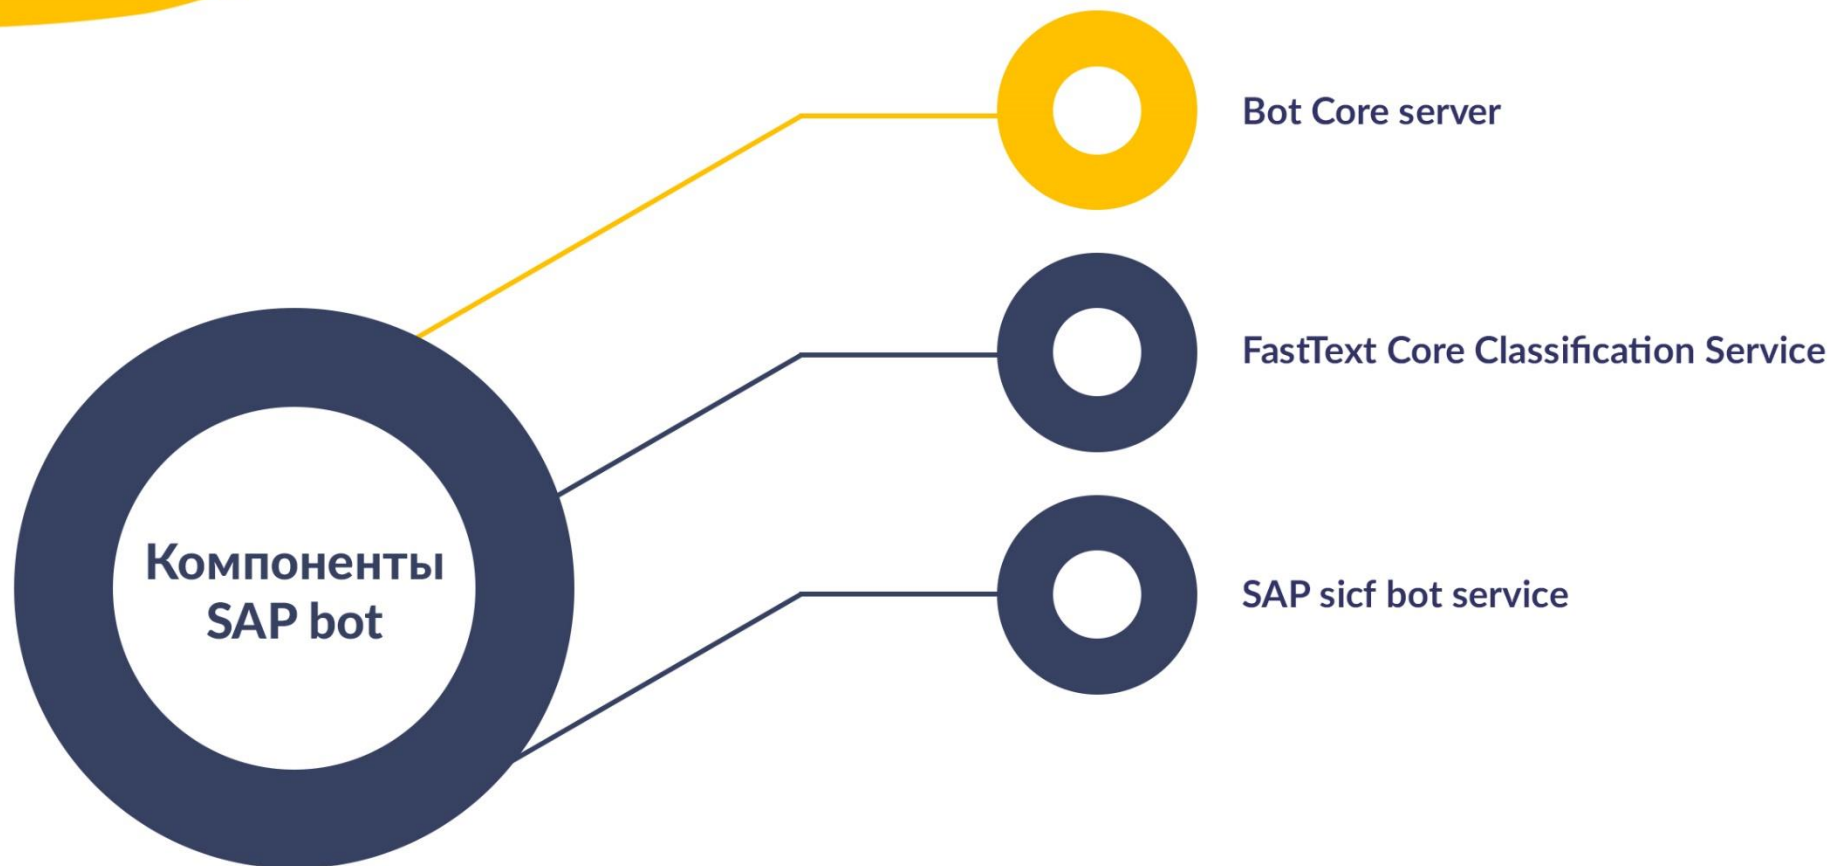 Bot Core server
FastText Core Classification Service
Компоненты
SAP bot
SAP sicf bot service